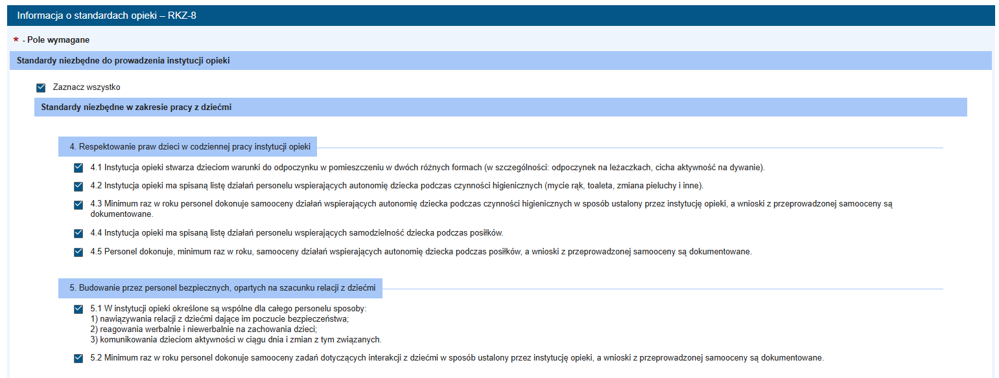 Informacja o standardach opieki – RKZ-8
* - Pole wymagane
Standardy niezbędne do prowadzenia instytucji opieki
Zaznacz wszystko
Standardy niezbędne w zakresie pracy z dziećmi
4. Respektowanie praw dzieci w codziennej pracy instytucji opieki
4.1 Instytucja opieki stwarza dzieciom warunki do odpoczynku w pomieszczeniu w dwóch różnych formach (w szczególności: odpoczynek na leżaczkach, cicha aktywność na dywanie).
4.2 Instytucja opieki ma spisaną listę działań personelu wspierających autonomię dziecka podczas czynności higienicznych (mycie rąk, toaleta, zmiana pieluchy i inne).
4.3 Minimum raz w roku personel dokonuje samooceny działań wspierających autonomię dziecka podczas czynności higienicznych w sposób ustalony przez instytucję opieki, a wnioski z przeprowadzonej samooceny są
dokumentowane.
4.4 Instytucja opieki ma spisaną listę działań personelu wspierających samodzielność dziecka podczas posiłków.
4.5 Personel dokonuje, minimum raz w roku, samooceny działań wspierających autonomię dziecka podczas posiłków, a wnioski z przeprowadzonej samooceny są dokumentowane.
5. Budowanie przez personel bezpiecznych, opartych na szacunku relacji z dziećmi
5.1 W instytucji opieki określone są wspólne dla całego personelu sposoby:
1) nawiązywania relacji z dziećmi dające im poczucie bezpieczeństwa;
2) reagowania werbalnie i niewerbalnie na zachowania dzieci;
3) komunikowania dzieciom aktywności w ciągu dnia i zmian z tym związanych.
5.2 Minimum raz w roku personel dokonuje samooceny zadań dotyczących interakcji z dziećmi w sposób ustalony przez instytucję opieki, a wnioski z przeprowadzonej samooceny są dokumentowane.